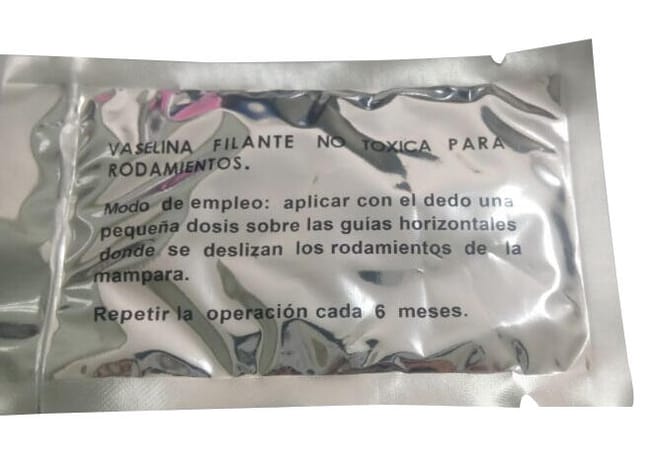 VASELINA FILANTE NO TOXICA PARA
RODAMIENTOS.
Modo de empleo: aplicar con el dedo una
pequeña dosis sobre las guías horizontales
donde se deslizan los rodamientos de la
mampara.
Repetir la operación cada 6 meses.